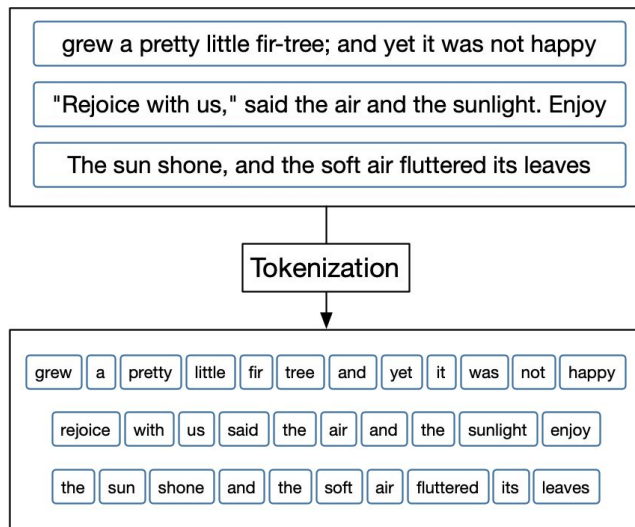 grew a pretty little fir-tree; and yet it was not happy
"Rejoice with us," said the air and the sunlight. Enjoy
The sun shone, and the soft air fluttered its leaves
Tokenization
grew a pretty little fir tree and yet it was not happy
rejoice with us said the air and the sunlight enjoy
the sun shone and the soft air fluttered its leaves